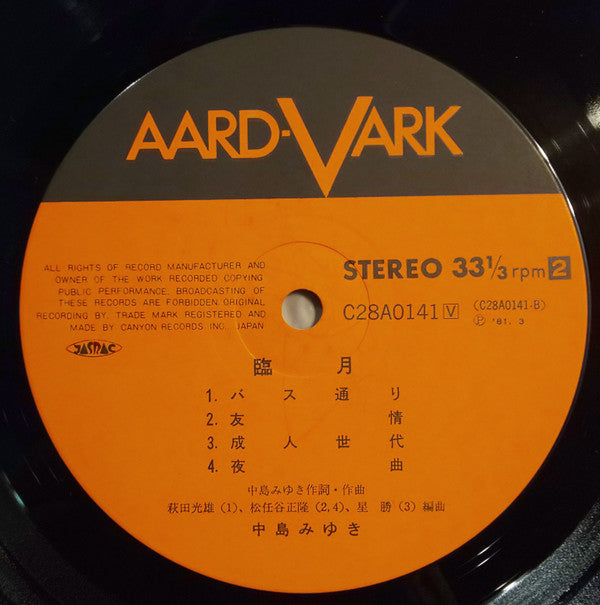 AARD-VARK
ALL RIGHTS OF RECORD MANUFACTURER AND
OWNER OF THE WORK RECORDED COPYING
PUBLIC PERFORMANCE, BROADCASTING OF
THESE RECORDS ARE FORBIDDEN. ORIGINAL
RECORDING BY. TRADE MARK REGISTERED AND
MADE BY CANYON RECORDS INC. JAPAN
JASRAC
STEREO 33 1/3 rpm 2
C28A0141 V (C28A0141-B)
Ⓟ '81. 3
臨月
1. バス通り
2. 友情
3. 成人世代
4. 夜曲
中島みゆき作詞・作曲
萩田光雄(1)、松任谷正隆(2,4)、星 勝(3)編曲
中島みゆき